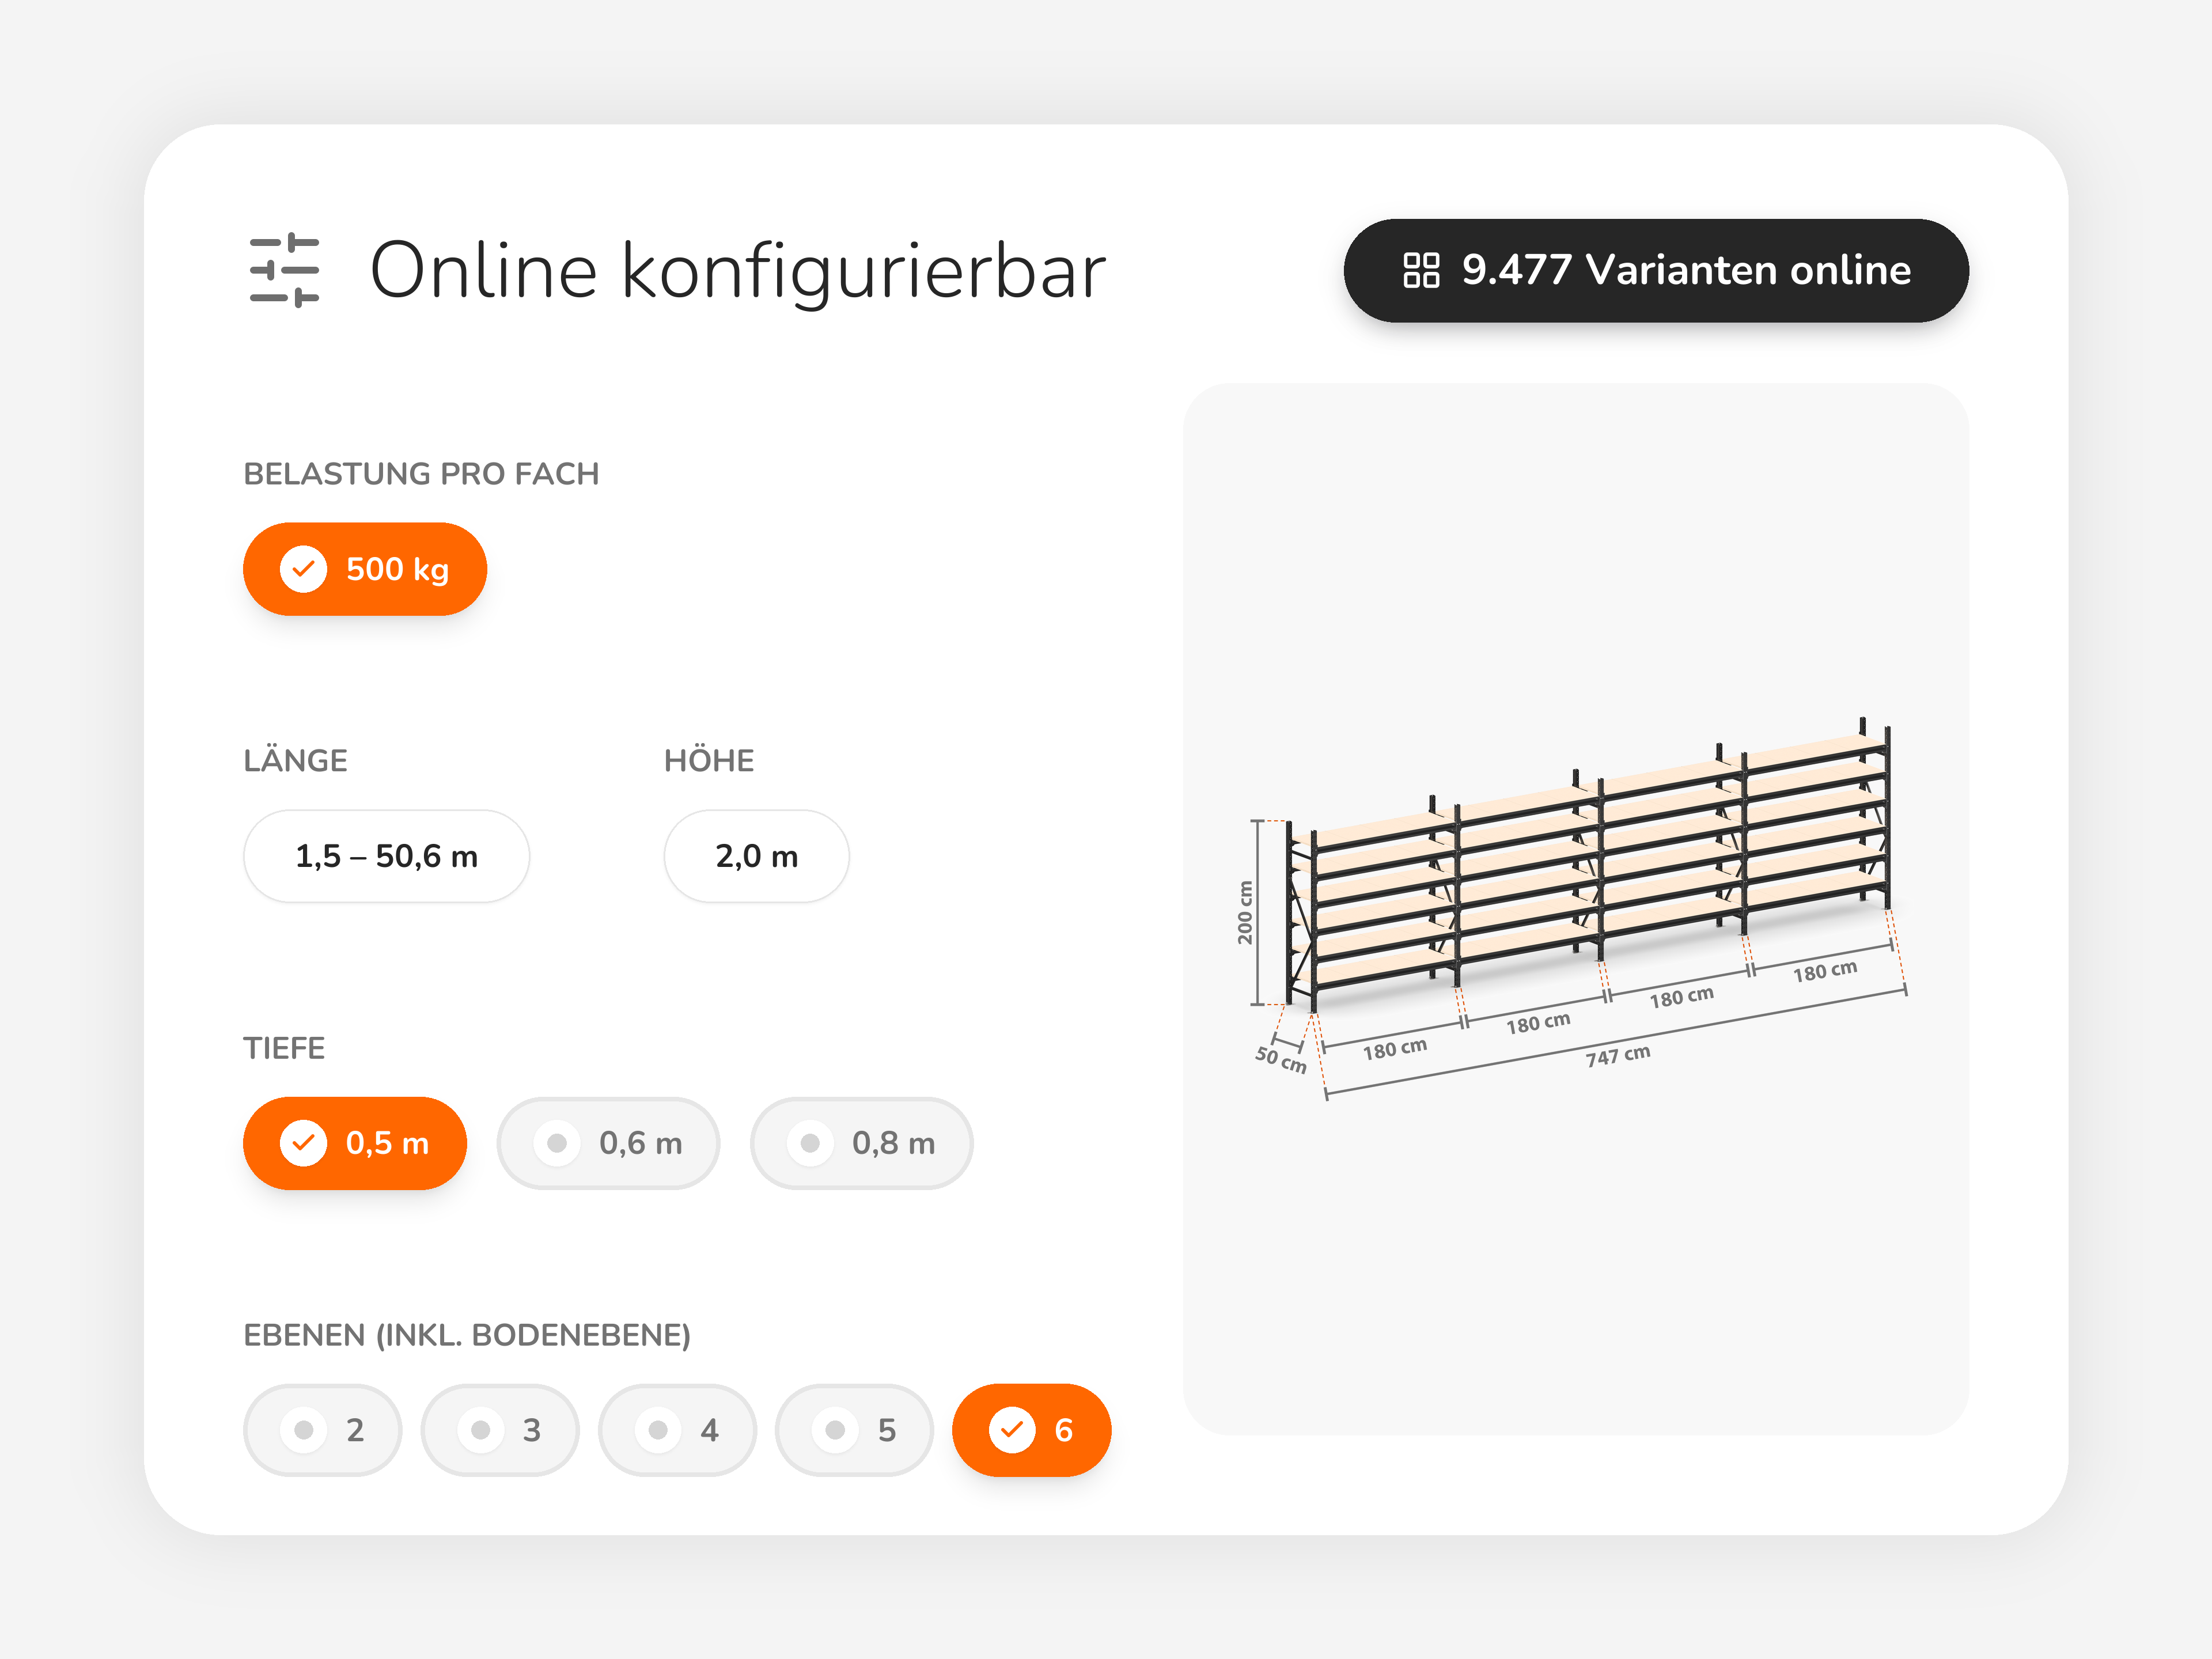 Online konfigurierbar
9.477 Varianten online
BELASTUNG PRO FACH
500 kg
LÄNGE
HÖHE
1,5 – 50,6 m
2,0 m
TIEFE
0,5 m
0,6 m
0,8 m
EBENEN (INKL. BODENEBENE)
2
3
4
5
6
200 cm
50 cm
180 cm
180 cm
180 cm
180 cm
747 cm